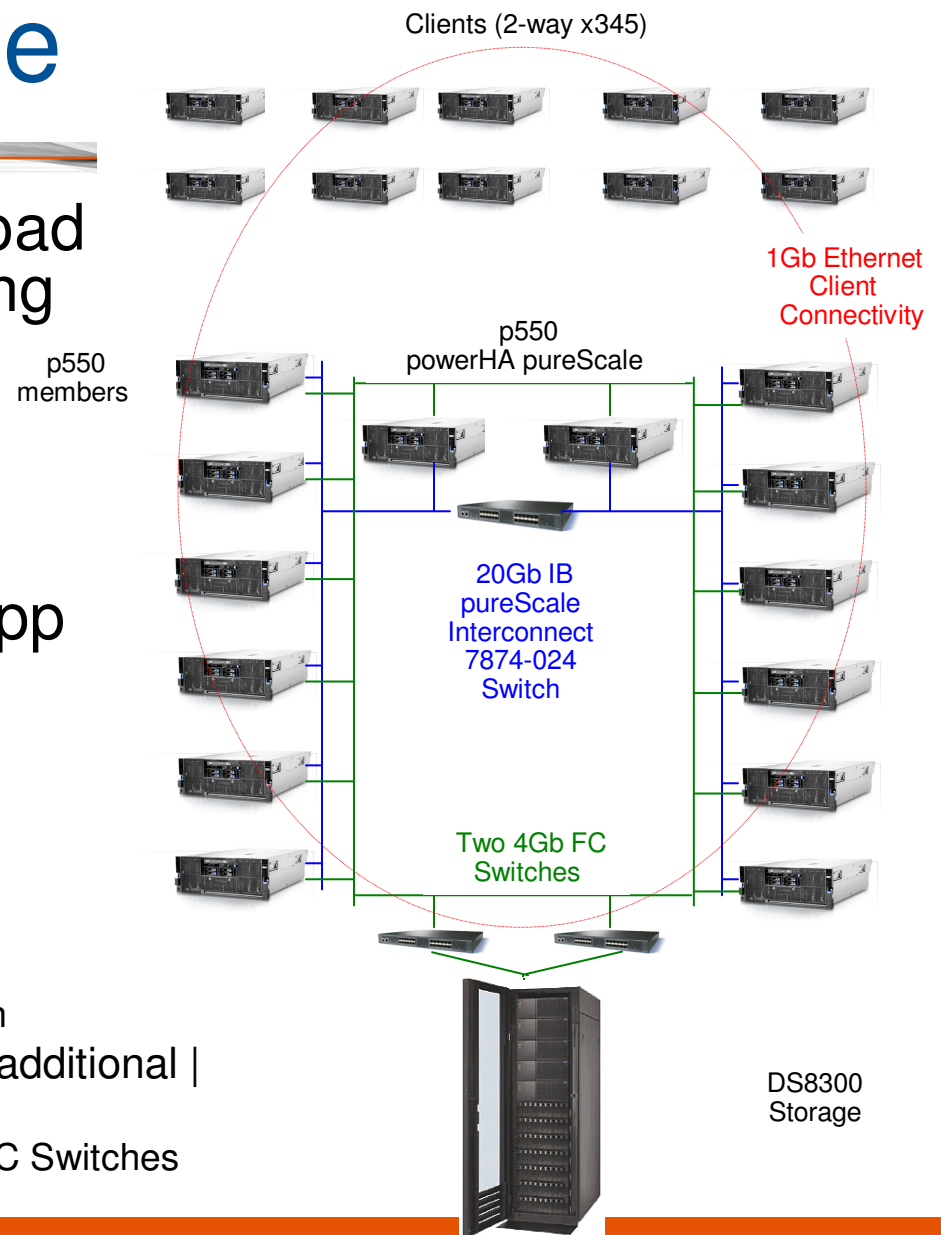 e
Clients (2-way x345)
oad
ng
1Gb Ethernet
Client
Connectivity
p550
members
p550
powerHA pureScale
20Gb IB
pureScale
Interconnect
7874-024
Switch
pp
Two 4Gb FC
Switches
additional |
C Switches
DS8300
Storage